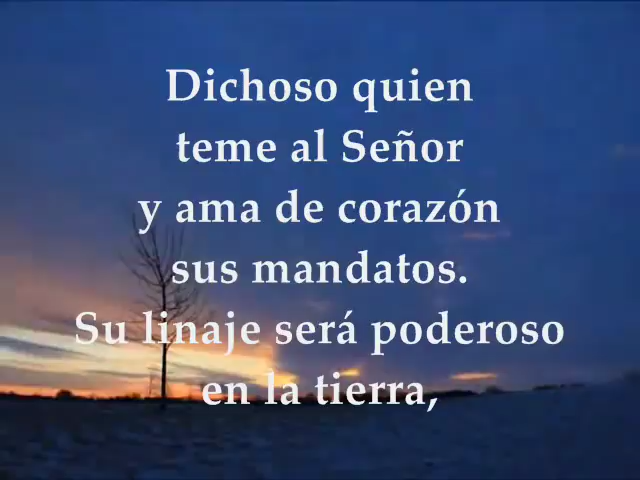 Dichoso quien
teme al Señor
y ama de corazón
sus mandatos.
Su linaje será poderoso
en la tierra,